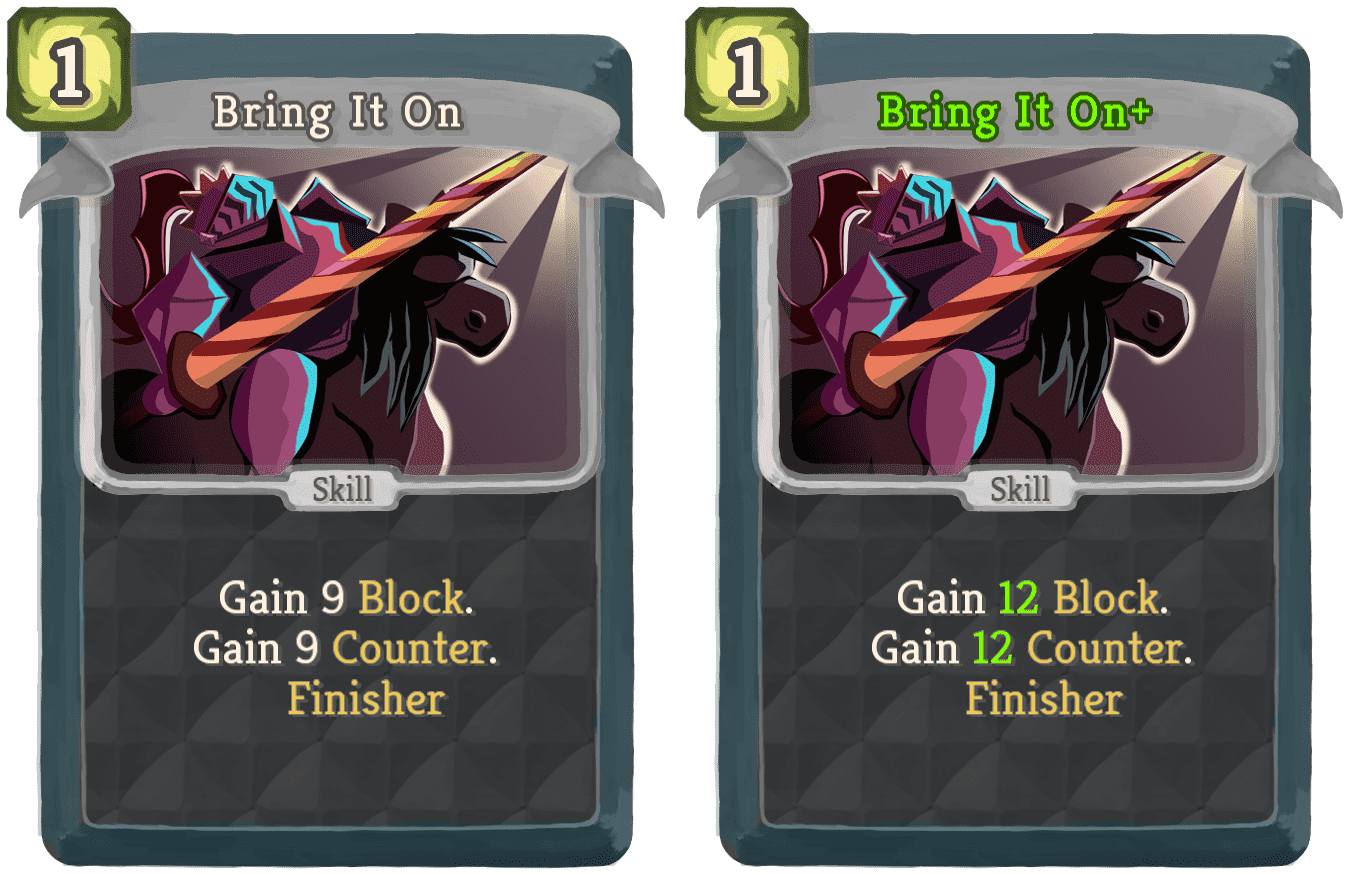 1
Bring It On
Skill
Gain 9 Block.
Gain 9 Counter.
Finisher
1
Bring It On+
Skill
Gain 12 Block.
Gain 12 Counter.
Finisher